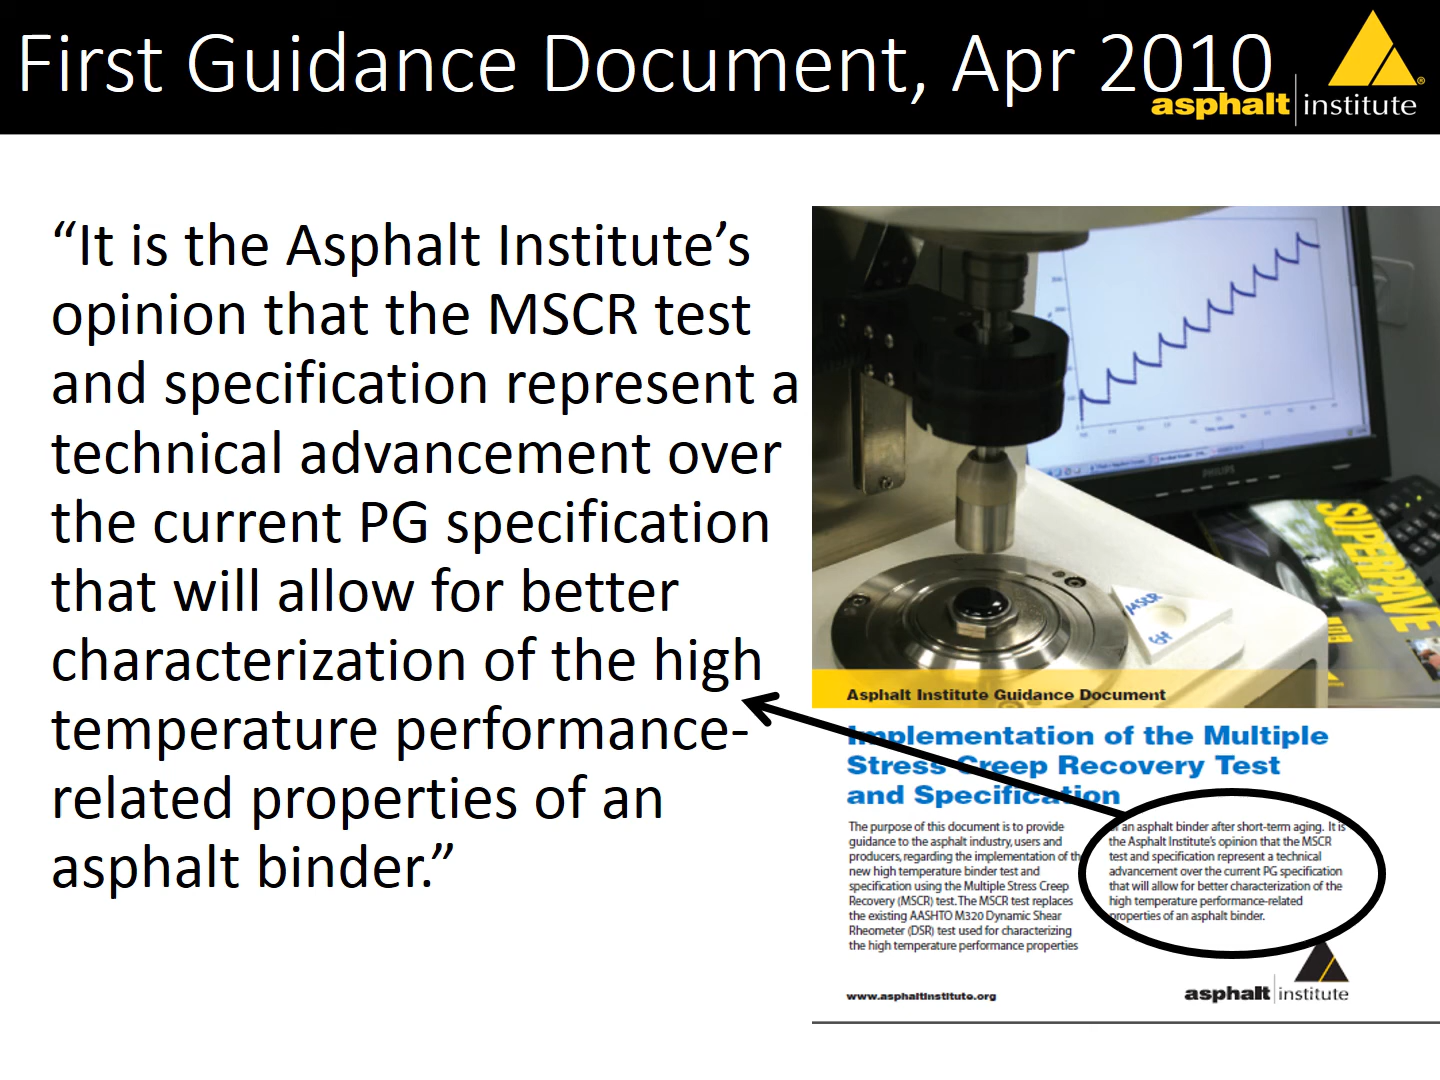 First Guidance Document, Apr 2010
asphalt institute
“It is the Asphalt Institute’s
opinion that the MSCR test
and specification represent a
technical advancement over
the current PG specification
that will allow for better
characterization of the high
temperature performance-
related properties of an
asphalt binder.”
PHILIPS
SUPERPAVE
MSCR
Asphalt Institute Guidance Document
Implementation of the Multiple
Stress Creep Recovery Test
and Specification
The purpose of this document is to provide
guidance to the asphalt industry, users and
producers, regarding the implementation of the
new high temperature binder test and
specification using the Multiple Stress Creep
Recovery (MSCR) test. The MSCR test replaces
the existing AASHTO M320 Dynamic Shear
Rheometer (DSR) test used for characterizing
the high temperature performance properties
of an asphalt binder after short-term aging. It is
the Asphalt Institute’s opinion that the MSCR
test and specification represent a technical
advancement over the current PG specification
that will allow for better characterization of the
high temperature performance-related
properties of an asphalt binder.
www.asphaltinstitute.org
asphalt institute